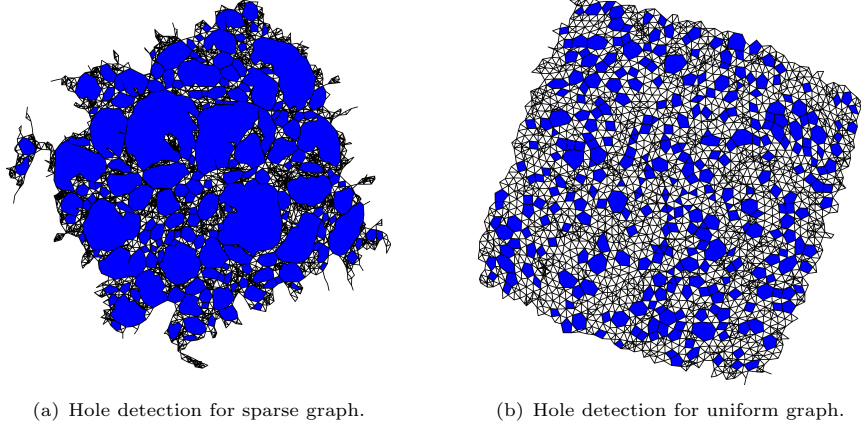 (a) Hole detection for sparse graph.
(b) Hole detection for uniform graph.